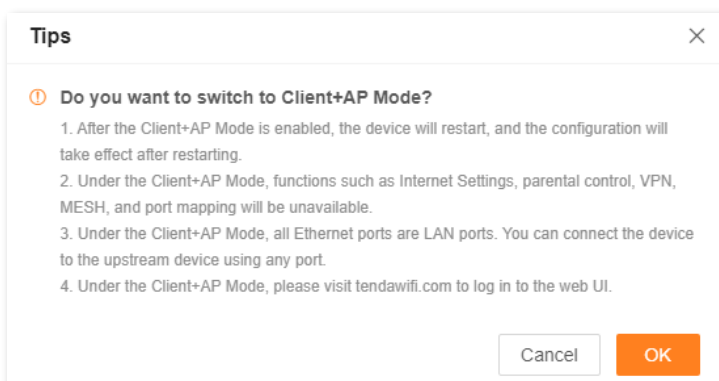 Tips
Do you want to switch to Client+AP Mode?
1. After the Client+AP Mode is enabled, the device will restart, and the configuration will
take effect after restarting.
2. Under the Client+AP Mode, functions such as Internet Settings, parental control, VPN,
MESH, and port mapping will be unavailable.
3. Under the Client+AP Mode, all Ethernet ports are LAN ports. You can connect the device
to the upstream device using any port.
4. Under the Client+AP Mode, please visit tendawifi.com to log in to the web UI.
Cancel OK